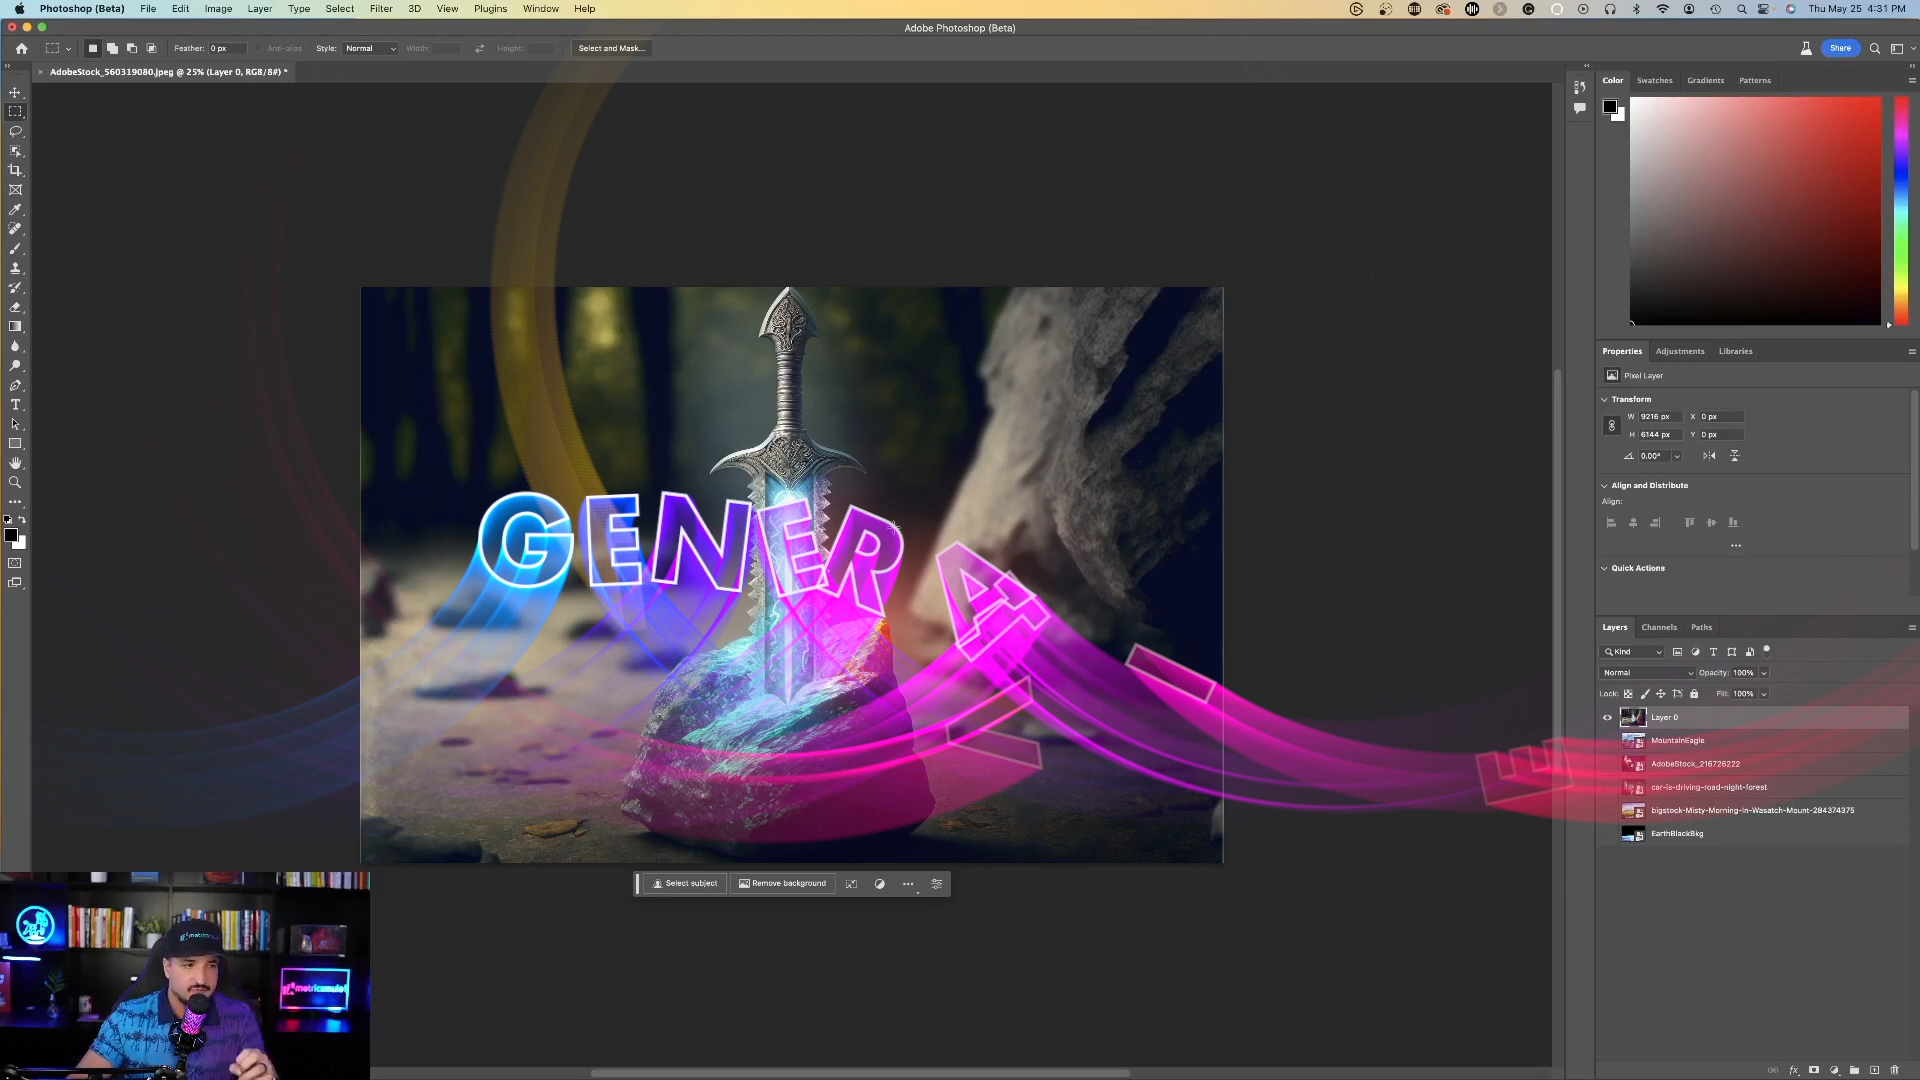 Photoshop (Beta) File Edit Image Layer Type Select Filter 3D View Plugins Window Help
Thu May 25 4:31 PM
Adobe Photoshop (Beta)
Feather: 0 px Anti-alias Style: Normal Width: Height: Select and Mask... Share
AdobeStock_560319080.jpeg @ 25% (Layer 0, RGB/8#) *
Color Swatches Gradients Patterns
Properties Adjustments Libraries
Pixel Layer
Transform
W 9216 px X 0 px
H 6144 px Y 0 px
0.00°
Align and Distribute
Align:
Quick Actions
GENERAT
Layers Channels Paths
Kind
Normal Opacity: 100%
Lock: Fill: 100%
Layer 0
MountainEagle
AdobeStock_216726222
car-is-driving-road-night-forest
bigstock-Misty-Morning-In-Wasatch-Mount-284374375
EarthBlackBkg
Select subject Remove background
metricsmule